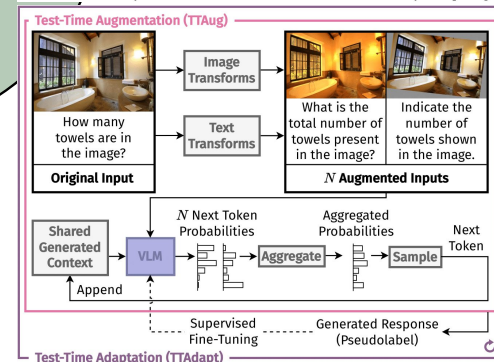 Test-Time Augmentation (TTAug)
How many
towels are in
the image?
Original Input
Image
Transforms
Text
Transforms
What is the
total number of
towels present
in the image?
Indicate the
number of
towels shown
in the image.
N Augmented Inputs
Shared
Generated
Context
VLM
N Next Token
Probabilities
Aggregate
Aggregated
Probabilities
Sample
Next
Token
Append
Supervised
Fine-Tuning
Generated Response
(Pseudolabel)
Test-Time Adaptation (TTAdapt)